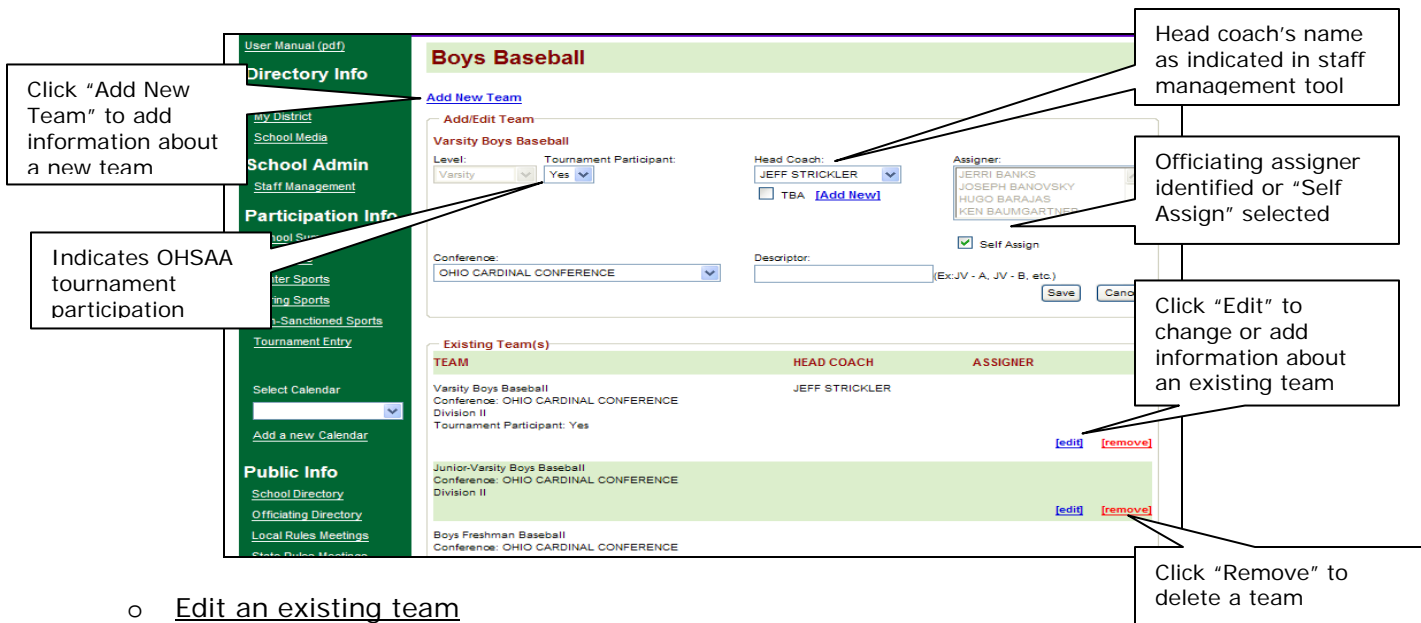 User Manual (pdf)
Directory Info
My District
School Media
School Admin
Staff Management
Participation Info
Sports
Sports
Sanctioned Sports
Tournament Entry
Select Calendar
Add a new Calendar
Public Info
School Directory
Officiating Directory
Local Rules Meetings
State Rules Meetings
Boys Baseball
Add New Team
Add/Edit Team
Varsity Boys Baseball
Level: Tournament Participant: Head Coach: Assigner:
Varsity Yes JEFF STRICKLER JERRI BANKS
JOSEPH BANOVSKY
HUGO BARAJAS
KEN BAUMGARTNER
TBA [Add New]
Self Assign
Conference: Descriptor:
OHIO CARDINAL CONFERENCE (Ex:JV - A, JV - B, etc.)
Save
Existing Team(s)
TEAM HEAD COACH ASSIGNER
Varsity Boys Baseball JEFF STRICKLER
Conference: OHIO CARDINAL CONFERENCE
Division II
Tournament Participant: Yes
[edit] [remove]
Junior-Varsity Boys Baseball
Conference: OHIO CARDINAL CONFERENCE
Division II
[edit] [remove]
Boys Freshman Baseball
Conference: OHIO CARDINAL CONFERENCE
Click "Add New
Team" to add
information about
a new team
Indicates OHSAA
tournament
participation
Head coach's name
as indicated in staff
management tool
Officiating assigner
identified or "Self
Assign" selected
Click "Edit" to
change or add
information about
an existing team
Click "Remove" to
delete a team
o Edit an existing team